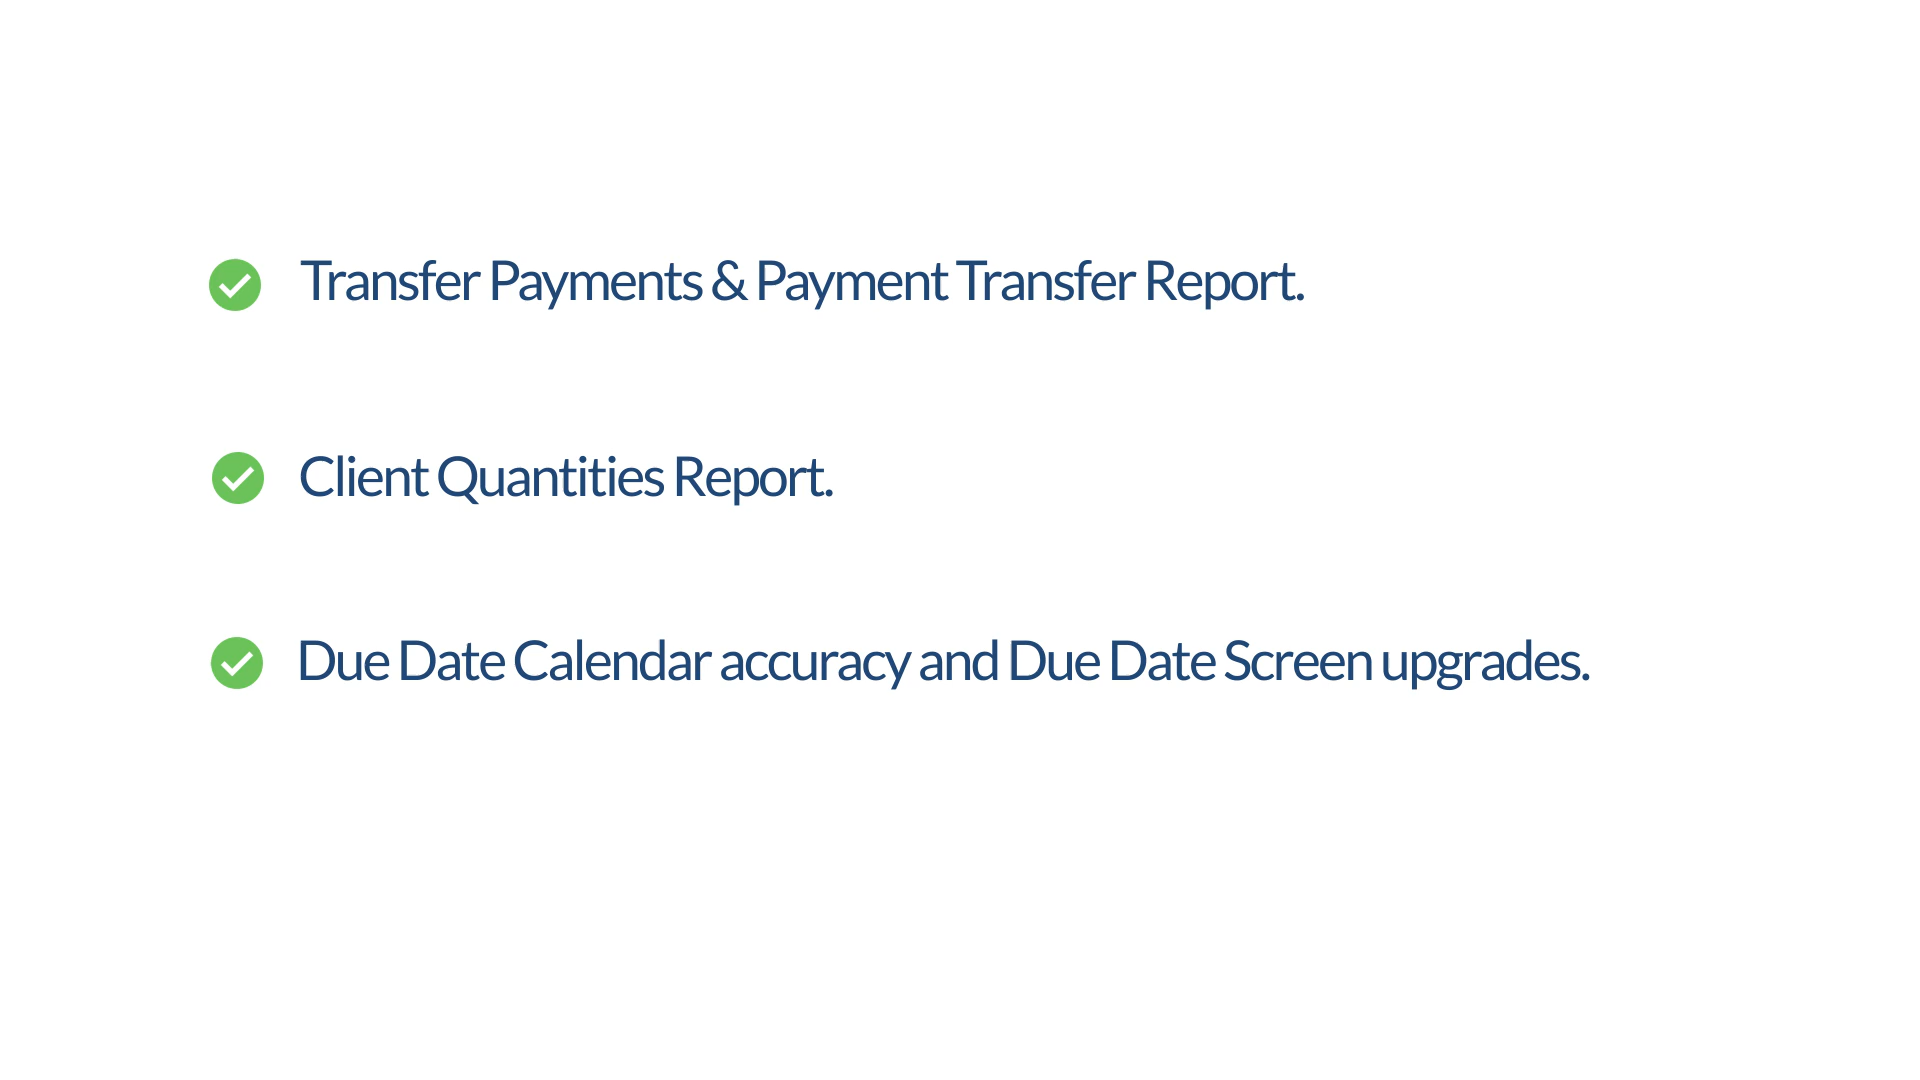 Transfer Payments & Payment Transfer Report.
Client Quantities Report.
Due Date Calendar accuracy and Due Date Screen upgrades.